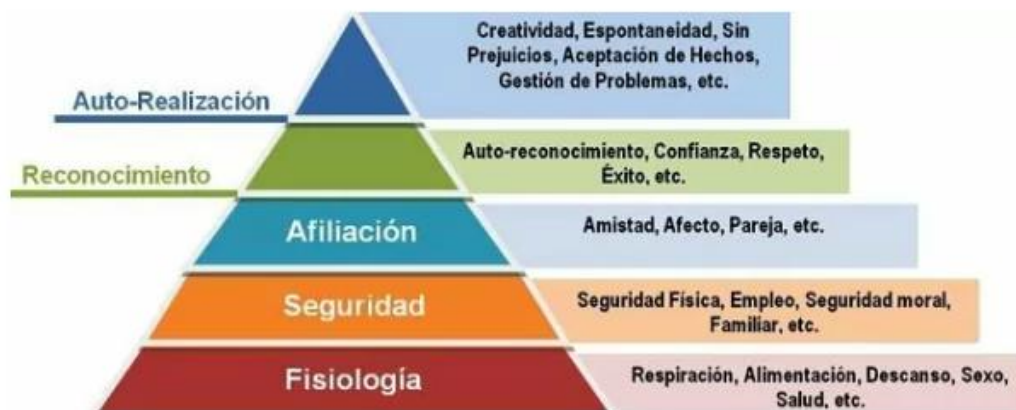 Creatividad, Espontaneidad, Sin
Prejuicios, Aceptación de Hechos,
Gestión de Problemas, etc.
Auto-Realización
Auto-reconocimiento, Confianza, Respeto,
Éxito, etc.
Reconocimiento
Afiliación
Amistad, Afecto, Pareja, etc.
Seguridad
Seguridad Física, Empleo, Seguridad moral,
Familiar, etc.
Fisiología
Respiración, Alimentación, Descanso, Sexo,
Salud, etc.